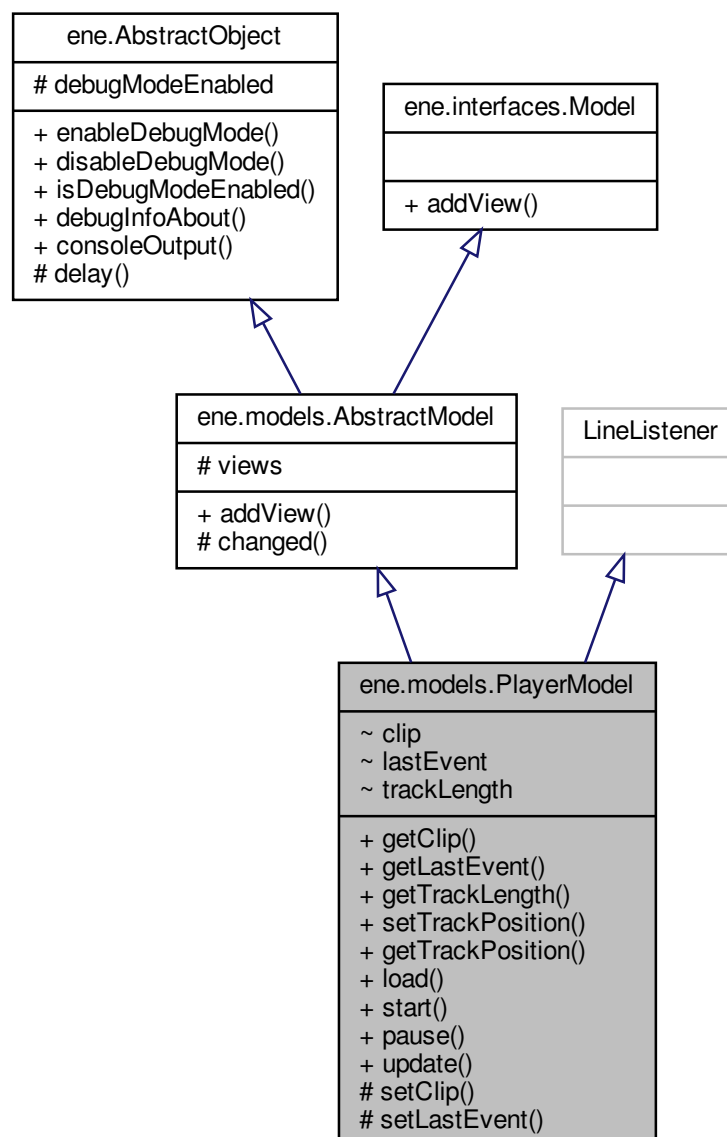 ene.AbstractObject
# debugModeEnabled
+ enableDebugMode()
+ disableDebugMode()
+ isDebugModeEnabled()
+ debugInfoAbout()
+ consoleOutput()
# delay()
ene.interfaces.Model
+ addView()
ene.models.AbstractModel
# views
+ addView()
# changed()
LineListener
ene.models.PlayerModel
~ clip
~ lastEvent
~ trackLength
+ getClip()
+ getLastEvent()
+ getTrackLength()
+ setTrackPosition()
+ getTrackPosition()
+ load()
+ start()
+ pause()
+ update()
# setClip()
# setLastEvent()